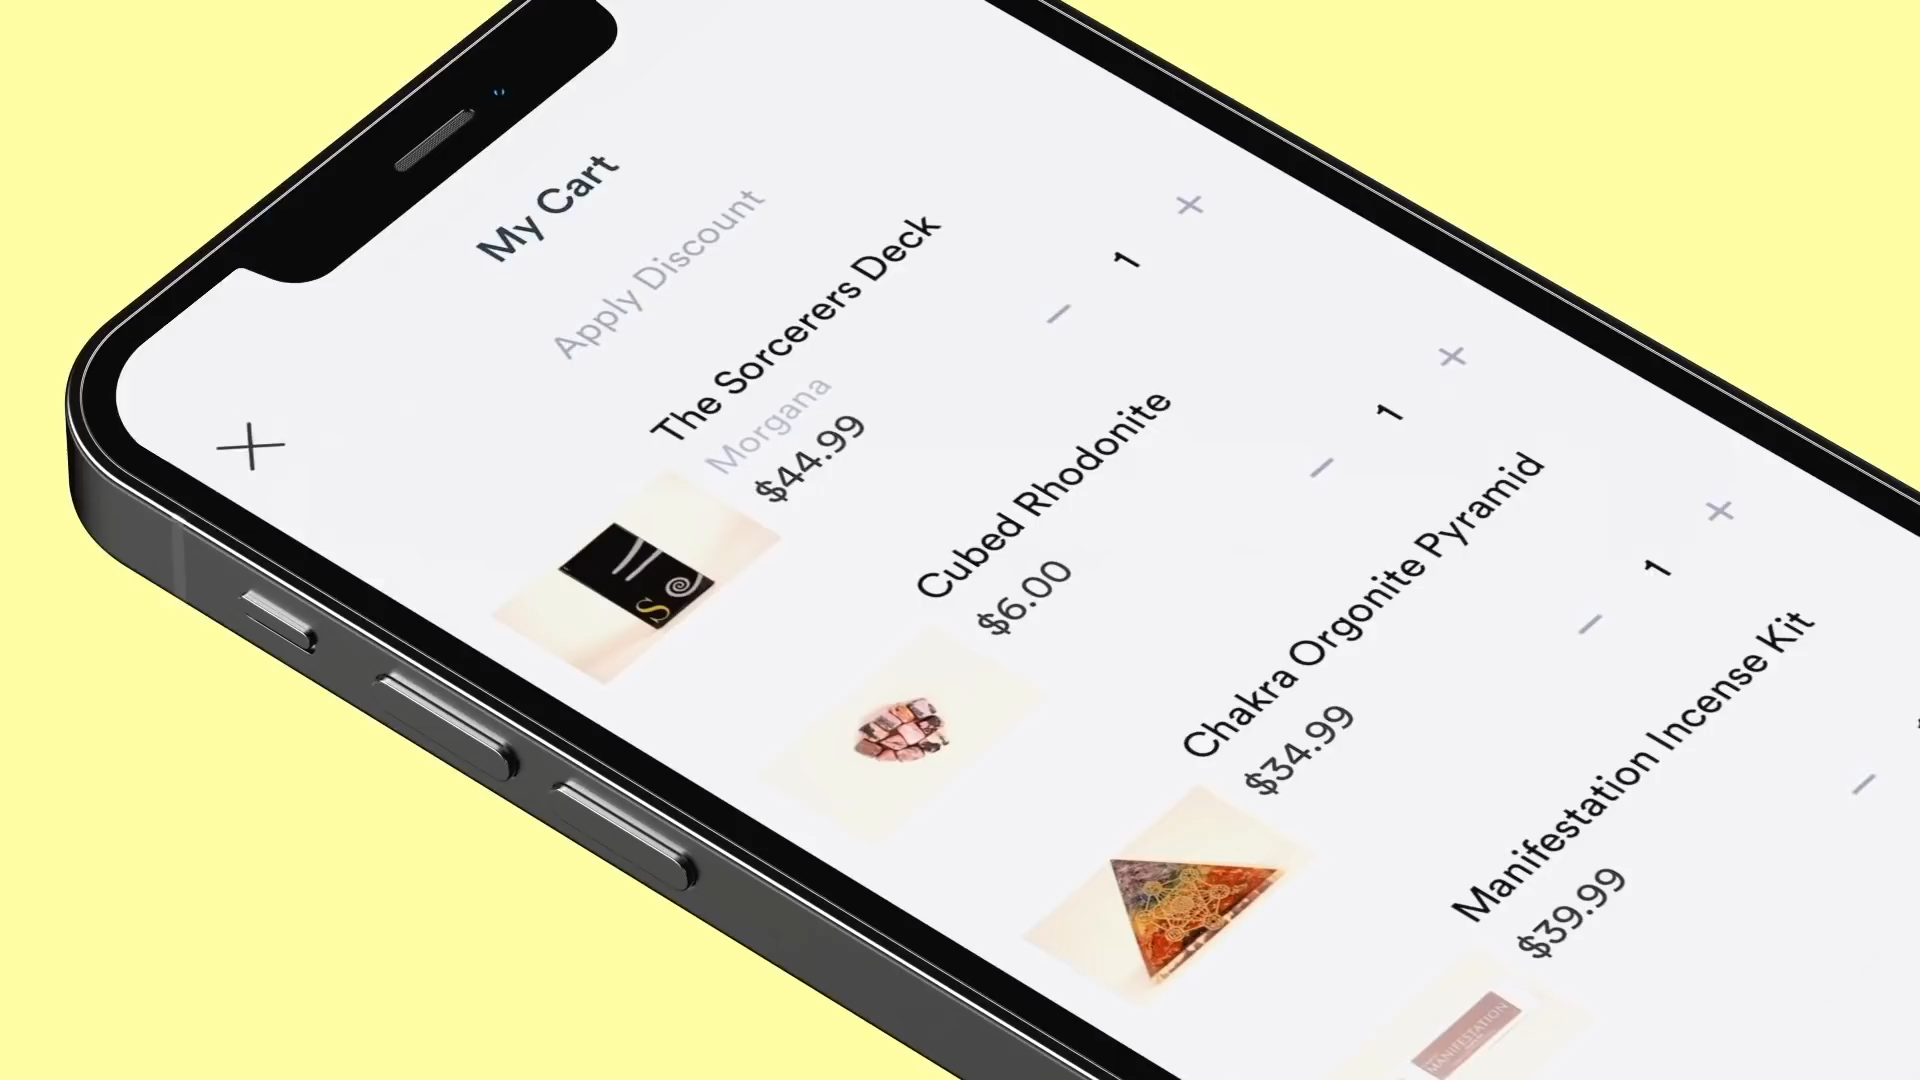 My Cart
Apply Discount
The Sorcerers Deck
Morgana
$44.99
1
S
Cubed Rhodonite
$6.00
1
Chakra Orgonite Pyramid
$34.99
1
Manifestation Incense Kit
$39.99
MANIFESTATION